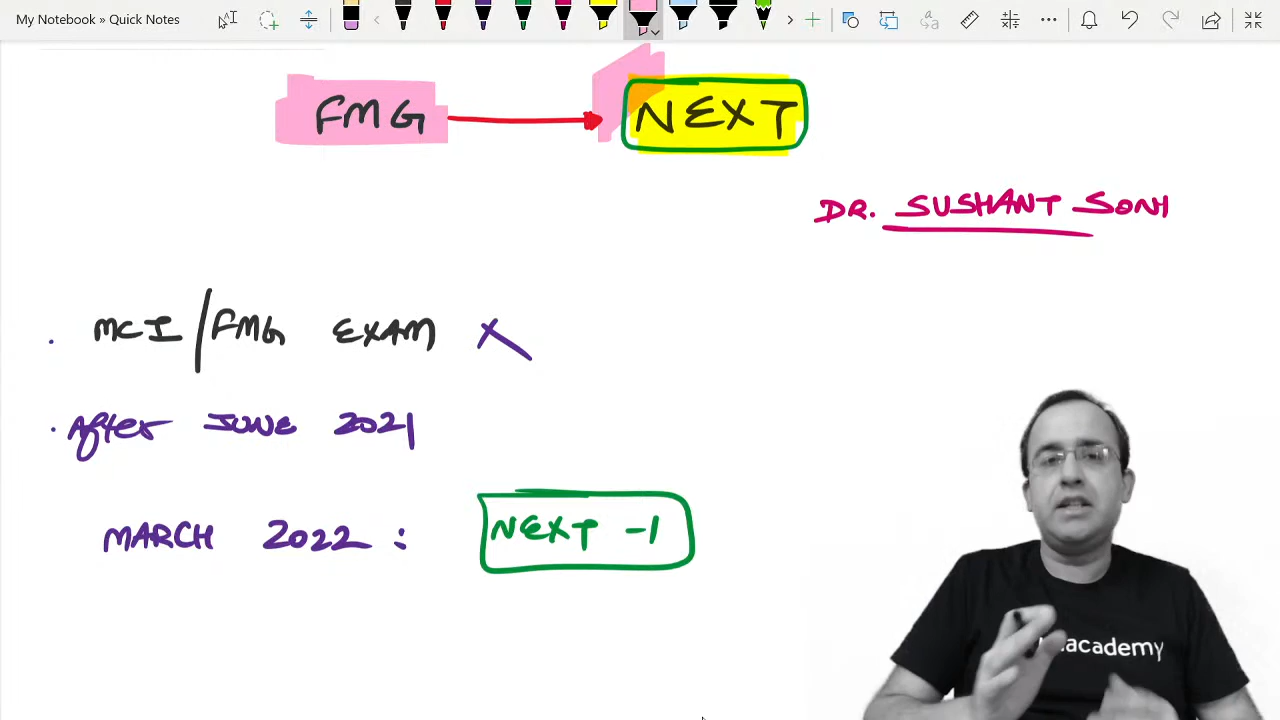 My Notebook » Quick Notes
FMG NEXT
DR. SUSHANT SONI
. MCI/FMG EXAM X
. After JUNE 2021
MARCH 2022 : NEXT -1
academy